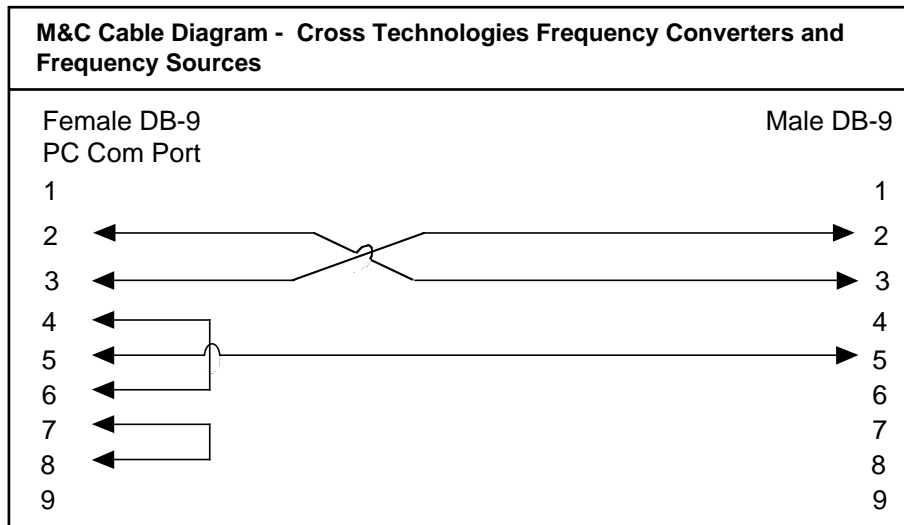 M&C Cable Diagram - Cross Technologies Frequency Converters and
Frequency Sources
Female DB-9 Male DB-9
PC Com Port
1 1
2 2
3 3
4 4
5 5
6 6
7 7
8 8
9 9